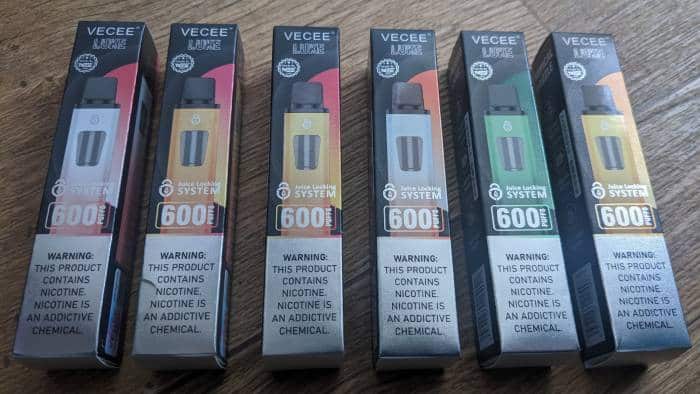 VECEE
LUXE
Juice Locking
SYSTEM
600 PUFFS
WARNING:
THIS PRODUCT
CONTAINS
NICOTINE.
NICOTINE IS
AN ADDICTIVE
CHEMICAL.
VECEE
LUXE
Juice Locking
SYSTEM
600 PUFFS
WARNING:
THIS PRODUCT
CONTAINS
NICOTINE.
NICOTINE IS
AN ADDICTIVE
CHEMICAL.
VECEE
LUXE
Juice Locking
SYSTEM
600 PUFFS
WARNING:
THIS PRODUCT
CONTAINS
NICOTINE.
NICOTINE IS
AN ADDICTIVE
CHEMICAL.
VECEE
LUXE
Juice Locking
SYSTEM
600 PUFFS
WARNING:
THIS PRODUCT
CONTAINS
NICOTINE.
NICOTINE IS
AN ADDICTIVE
CHEMICAL.
VECEE
LUXE
Juice Locking
SYSTEM
600 PUFFS
WARNING:
THIS PRODUCT
CONTAINS
NICOTINE.
NICOTINE IS
AN ADDICTIVE
CHEMICAL.
VECEE
LUXE
Juice Locking
SYSTEM
600 PUFFS
WARNING:
THIS PRODUCT
CONTAINS
NICOTINE.
NICOTINE IS
AN ADDICTIVE
CHEMICAL.